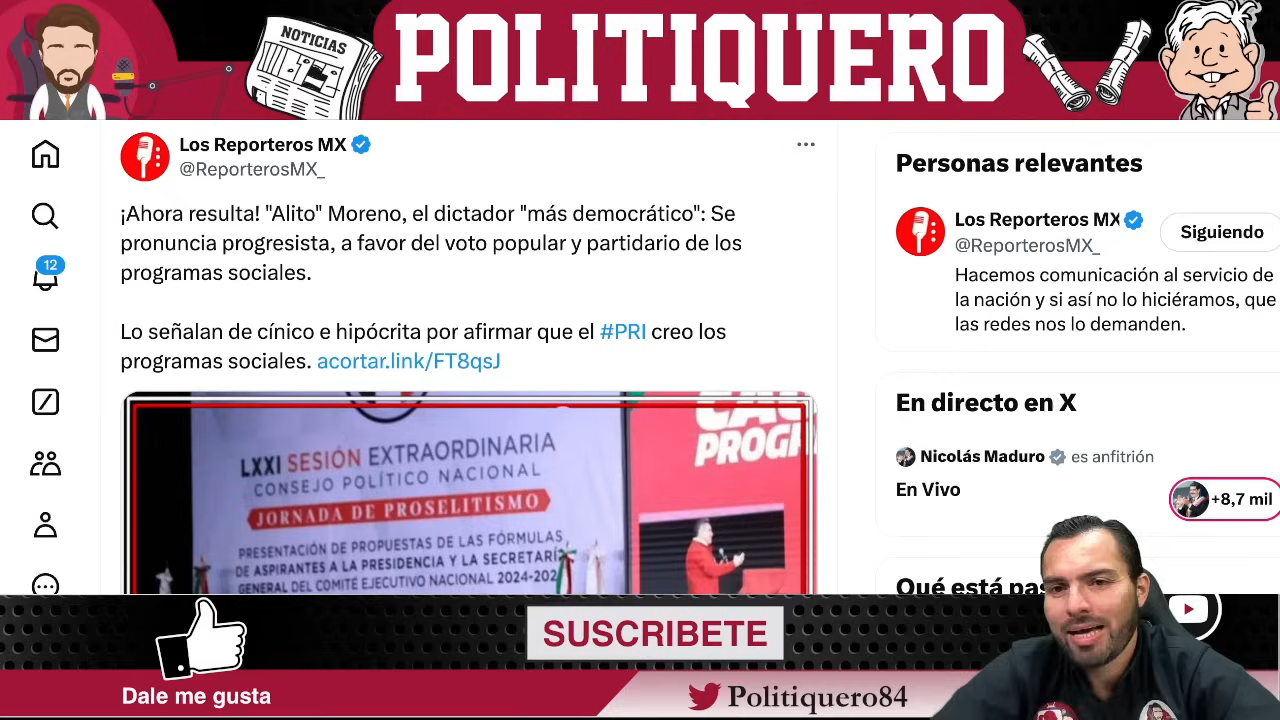 NOTICIAS
POLITIQUERO
Los Reporteros MX
@ReporterosMX_
¡Ahora resulta! "Alito" Moreno, el dictador "más democrático": Se
pronuncia progresista, a favor del voto popular y partidario de los
programas sociales.
Lo señalan de cínico e hipócrita por afirmar que el #PRI creo los
programas sociales. acortar.link/FT8qsJ
LXXI SESIÓN EXTRAORDINARIA
CONSEJO POLÍTICO NACIONAL
JORNADA DE PROSELITISMO
PRESENTACIÓN DE PROPUESTAS DE LAS FÓRMULAS
DE ASPIRANTES A LA PRESIDENCIA Y LA SECRETARÍ
GENERAL DEL COMITÉ EJECUTIVO NACIONAL 2024-202
PROGR
12
Personas relevantes
Los Reporteros MX
@ReporterosMX_
Siguiendo
Hacemos comunicación al servicio de
la nación y si así no lo hiciéramos, que
las redes nos lo demanden.
En directo en X
Nicolás Maduro es anfitrión
En Vivo
+8,7 mil
Qué está pas
SUSCRIBETE
Dale me gusta
Politiquero84